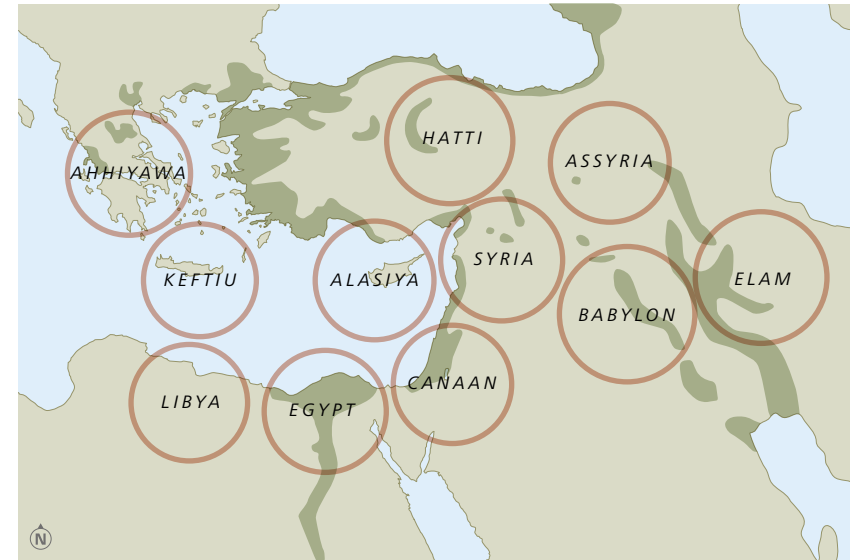 HATTI
ASSYRIA
AHHIYAWA
SYRIA
KEFTIU
ALASIYA
ELAM
BABYLON
CANAAN
LIBYA
EGYPT
N